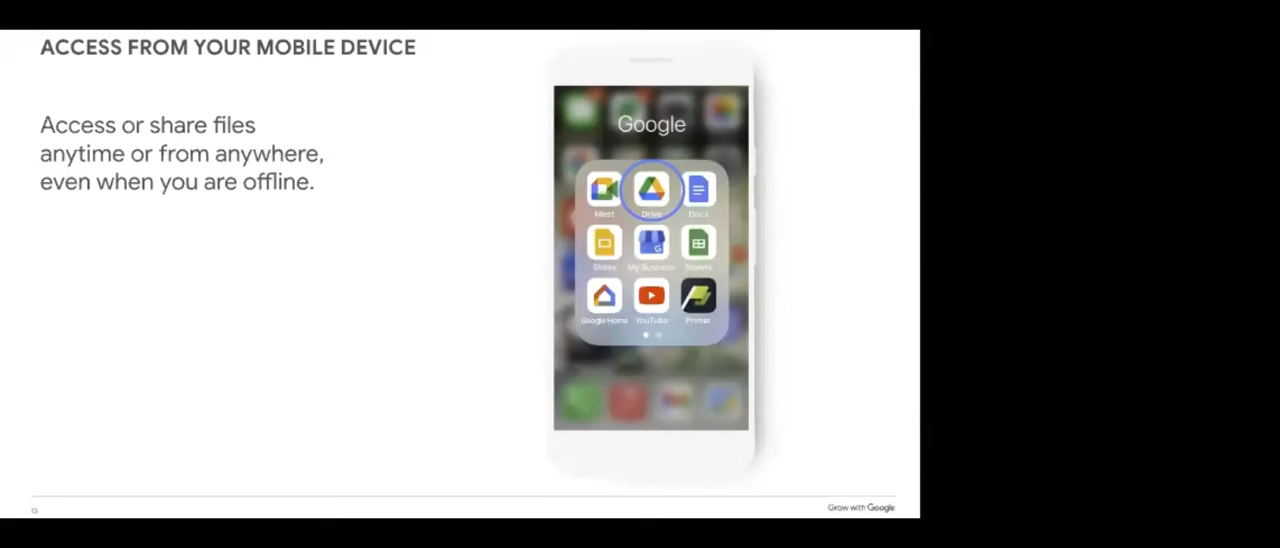 ACCESS FROM YOUR MOBILE DEVICE
Access or share files
anytime or from anywhere,
even when you are offline.
Google
Meet Drive Docs
Slides My Business Sheets
Google Home YouTube Primer
13
Grow with Google